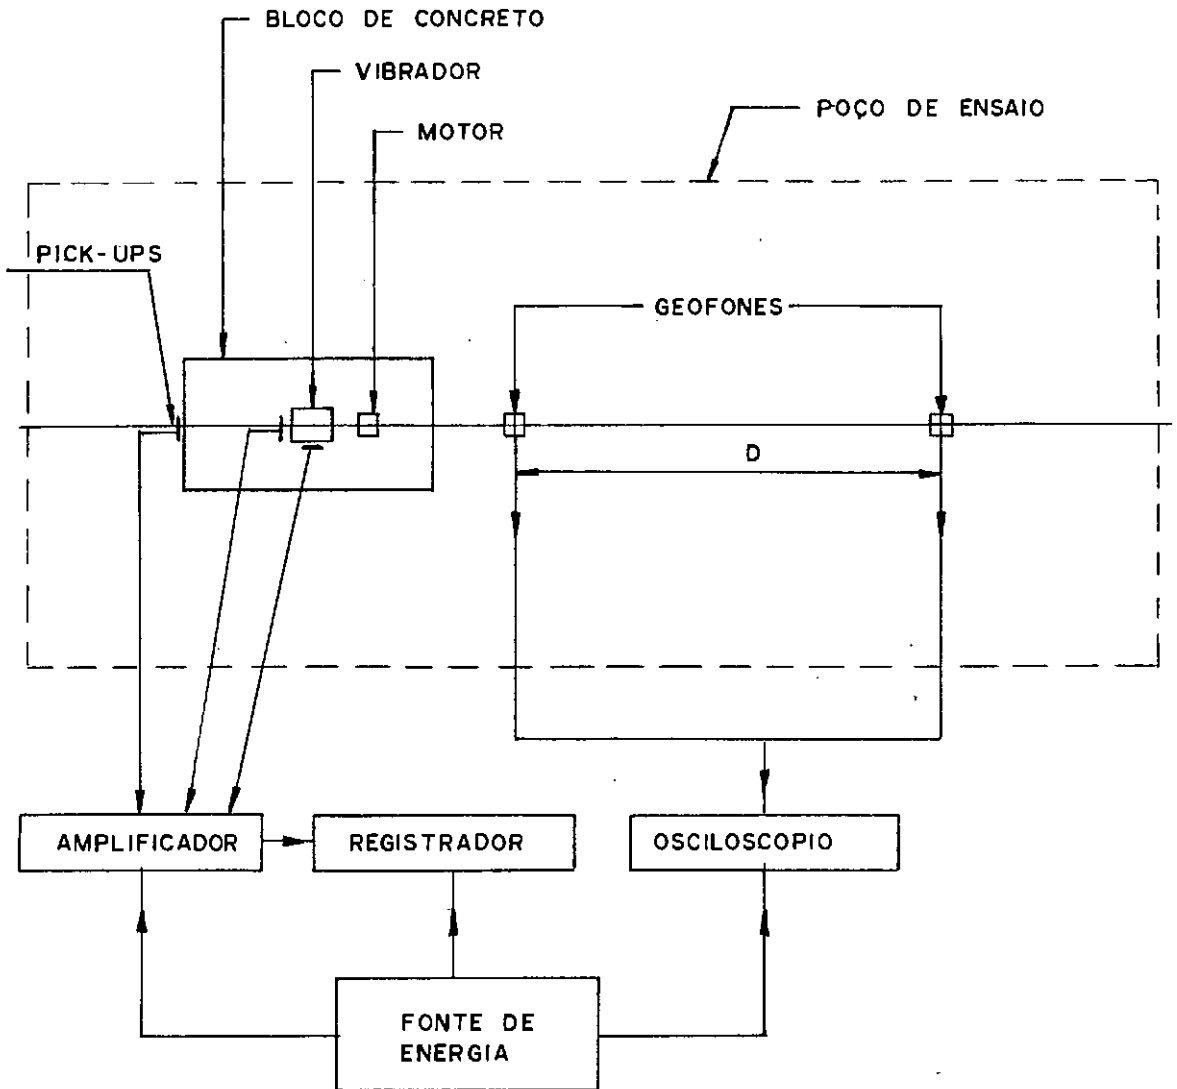 BLOCO DE CONCRETO
VIBRADOR
MOTOR
POÇO DE ENSAIO
PICK-UPS
GEOFONES
D
AMPLIFICADOR
REGISTRADOR
OSCILOSCOPIO
FONTE DE
ENERGIA